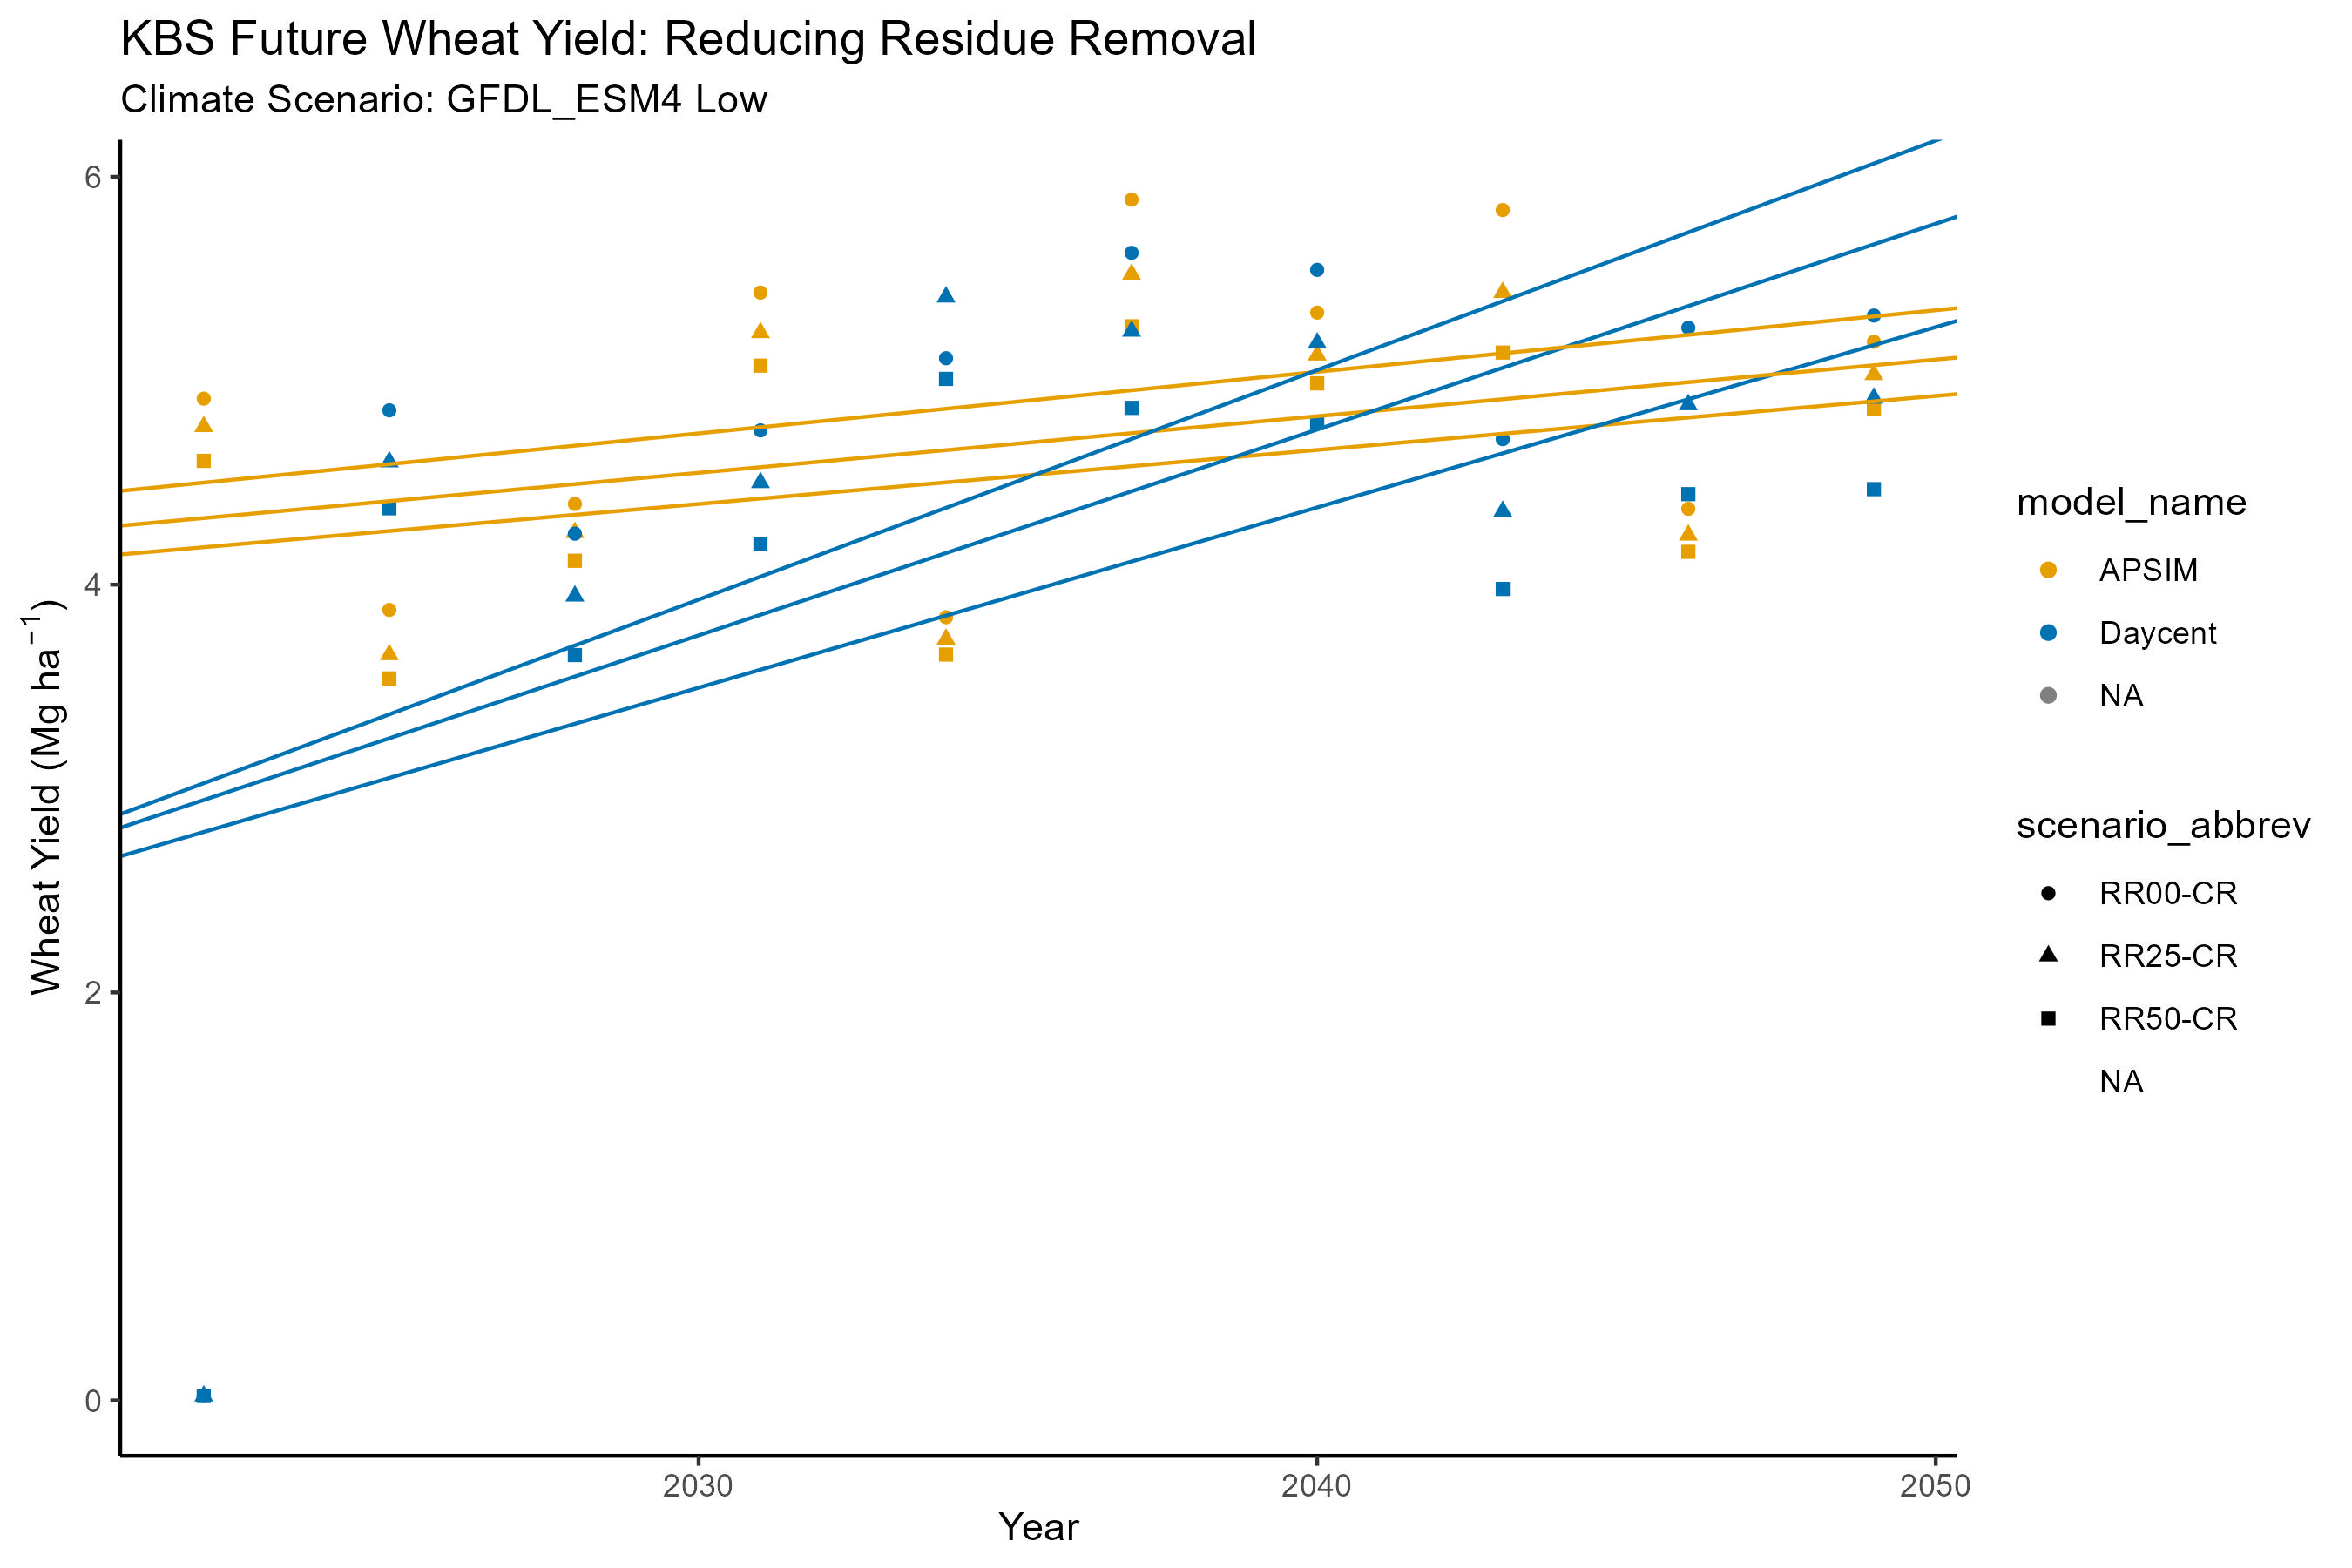 KBS Future Wheat Yield: Reducing Residue Removal
Climate Scenario: GFDL_ESM4 Low
Wheat Yield (Mg ha⁻¹)
6
4
2
0
2030
2040
2050
Year
model_name
APSIM
Daycent
NA
scenario_abbrev
RR00-CR
RR25-CR
RR50-CR
NA